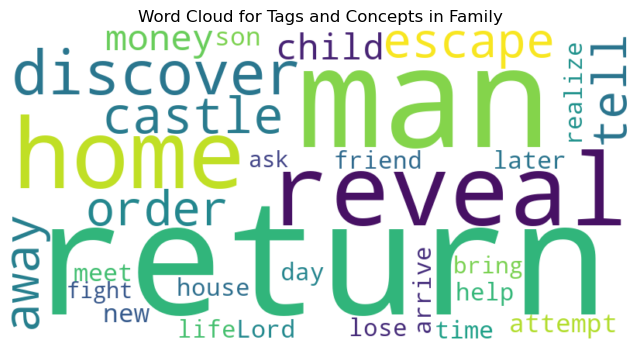 Word Cloud for Tags and Concepts in Family
money son child escape
discover man realize tell
castle
home ask friend later
order reveal
away return
meet day bring
fight house arrive help
new
life Lord lose time attempt